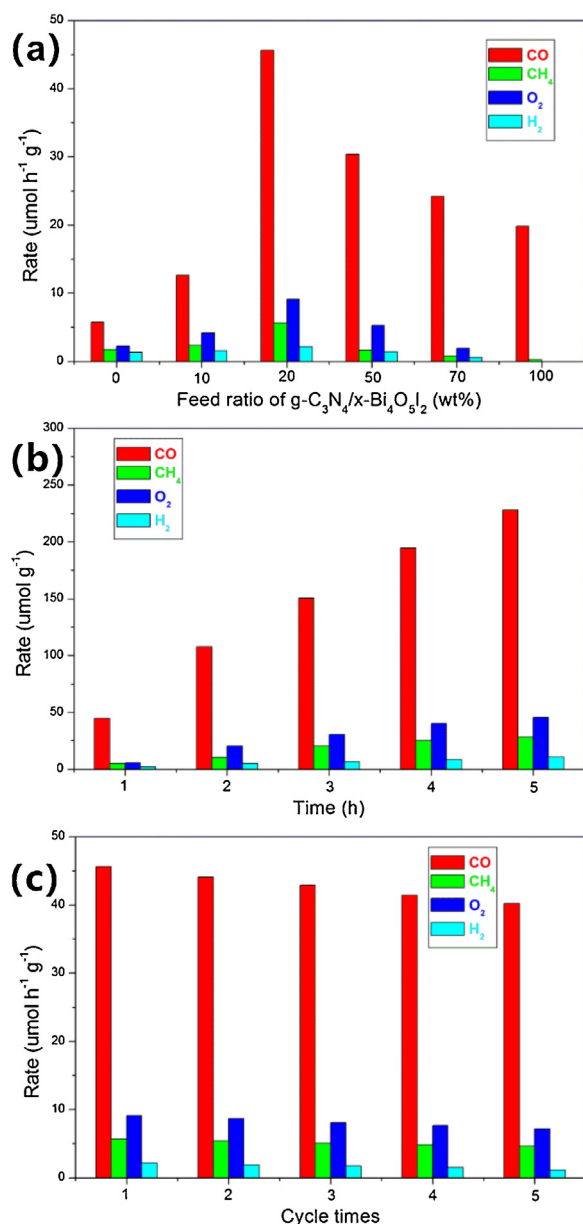 (a)
50
40
30
20
10
0
Rate (umol h⁻¹ g⁻¹)
CO
CH₄
O₂
H₂
0 10 20 50 70 100
Feed ratio of g-C₃N₄/x-Bi₄O₅I₂ (wt%)
(b)
300
250
200
150
100
50
0
Rate (umol g⁻¹)
CO
CH₄
O₂
H₂
1 2 3 4 5
Time (h)
(c)
50
40
30
20
10
0
Rate (umol h⁻¹ g⁻¹)
CO
CH₄
O₂
H₂
1 2 3 4 5
Cycle times